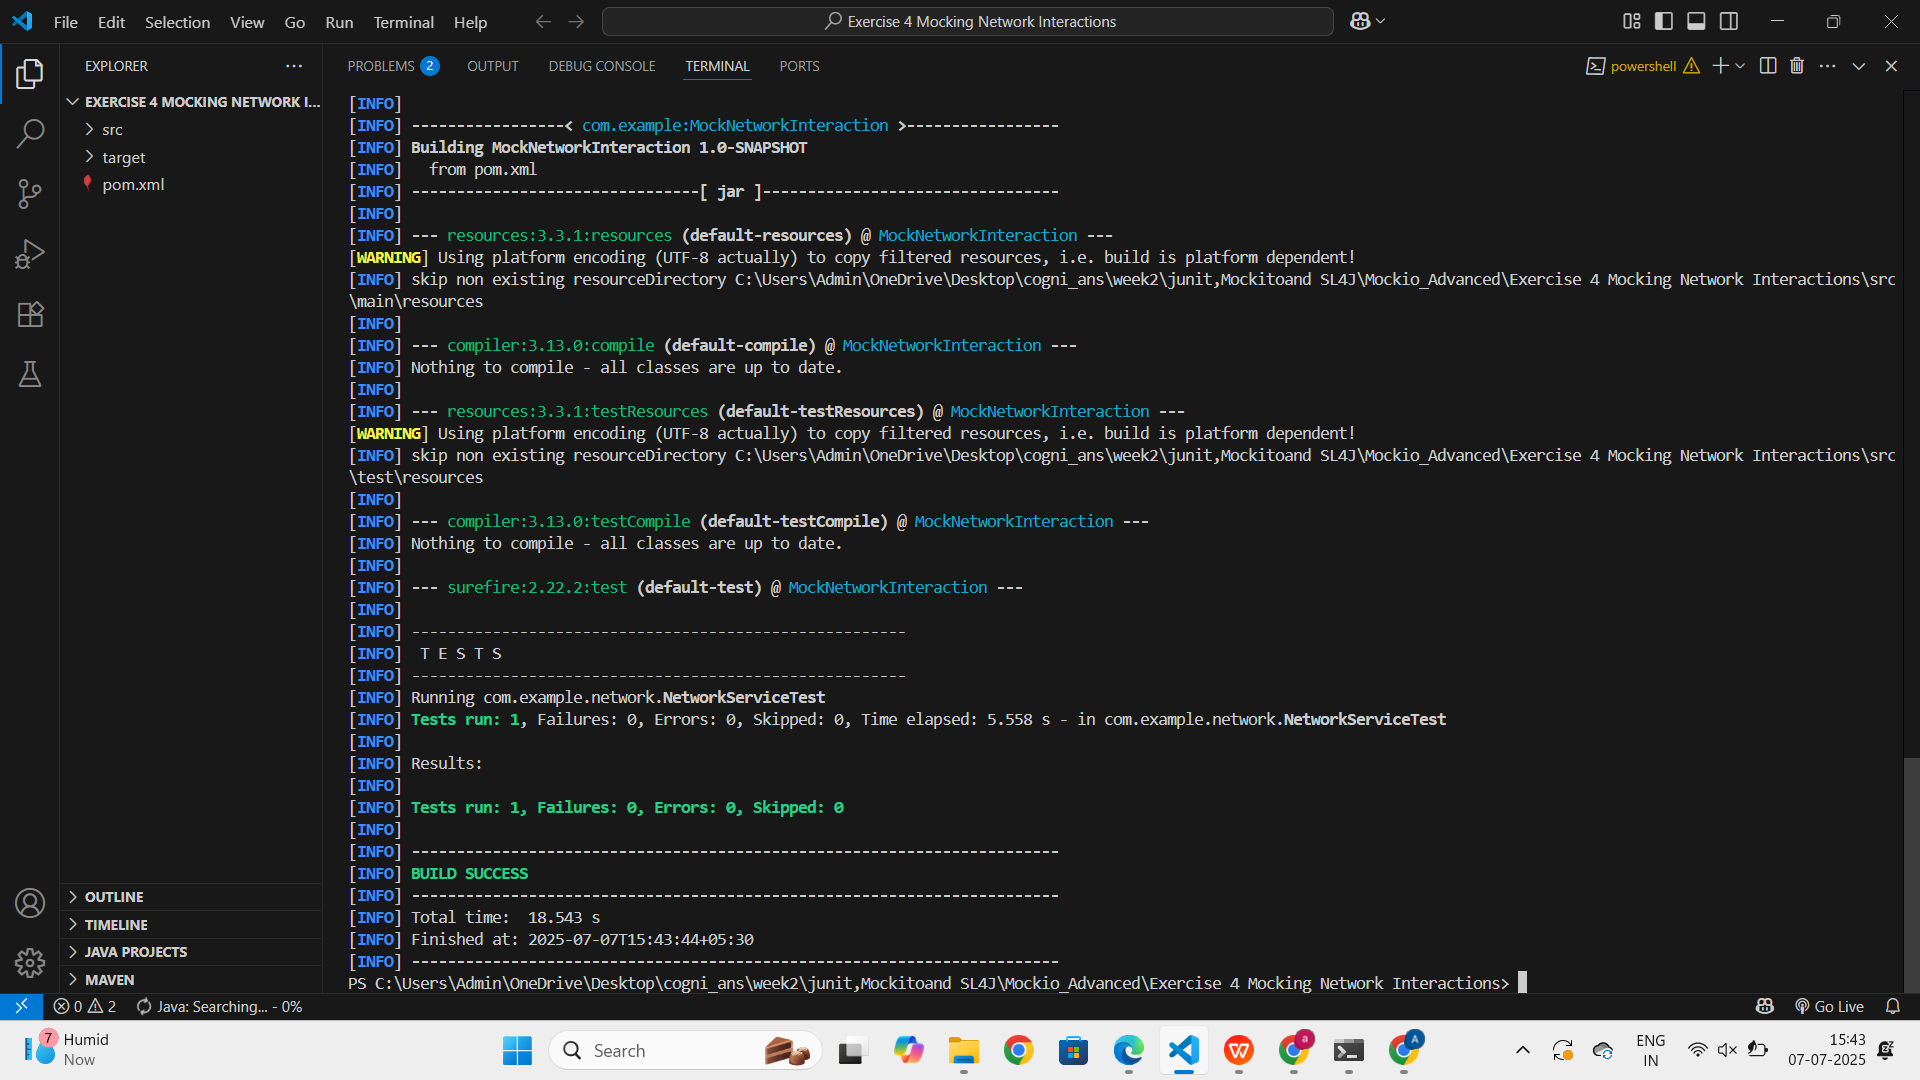 File Edit Selection View Go Run Terminal Help
Exercise 4 Mocking Network Interactions
EXPLORER
EXERCISE 4 MOCKING NETWORK I...
src
target
pom.xml
OUTLINE
TIMELINE
JAVA PROJECTS
MAVEN
PROBLEMS 2 OUTPUT DEBUG CONSOLE TERMINAL PORTS
powershell
[INFO]
[INFO] -----------------< com.example:MockNetworkInteraction >-----------------
[INFO] Building MockNetworkInteraction 1.0-SNAPSHOT
[INFO]   from pom.xml
[INFO] --------------------------------[ jar ]---------------------------------
[INFO]
[INFO] --- resources:3.3.1:resources (default-resources) @ MockNetworkInteraction ---
[WARNING] Using platform encoding (UTF-8 actually) to copy filtered resources, i.e. build is platform dependent!
[INFO] skip non existing resourceDirectory C:\Users\Admin\OneDrive\Desktop\cogni_ans\week2\junit,Mockitoand SL4J\Mockio_Advanced\Exercise 4 Mocking Network Interactions\src
\main\resources
[INFO]
[INFO] --- compiler:3.13.0:compile (default-compile) @ MockNetworkInteraction ---
[INFO] Nothing to compile - all classes are up to date.
[INFO]
[INFO] --- resources:3.3.1:testResources (default-testResources) @ MockNetworkInteraction ---
[WARNING] Using platform encoding (UTF-8 actually) to copy filtered resources, i.e. build is platform dependent!
[INFO] skip non existing resourceDirectory C:\Users\Admin\OneDrive\Desktop\cogni_ans\week2\junit,Mockitoand SL4J\Mockio_Advanced\Exercise 4 Mocking Network Interactions\src
\test\resources
[INFO]
[INFO] --- compiler:3.13.0:testCompile (default-testCompile) @ MockNetworkInteraction ---
[INFO] Nothing to compile - all classes are up to date.
[INFO]
[INFO] --- surefire:2.22.2:test (default-test) @ MockNetworkInteraction ---
[INFO]
[INFO] -------------------------------------------------------
[INFO]  T E S T S
[INFO] -------------------------------------------------------
[INFO] Running com.example.network.NetworkServiceTest
[INFO] Tests run: 1, Failures: 0, Errors: 0, Skipped: 0, Time elapsed: 5.558 s - in com.example.network.NetworkServiceTest
[INFO]
[INFO] Results:
[INFO]
[INFO] Tests run: 1, Failures: 0, Errors: 0, Skipped: 0
[INFO]
[INFO] ------------------------------------------------------------------------
[INFO] BUILD SUCCESS
[INFO] ------------------------------------------------------------------------
[INFO] Total time:  18.543 s
[INFO] Finished at: 2025-07-07T15:43:44+05:30
[INFO] ------------------------------------------------------------------------
PS C:\Users\Admin\OneDrive\Desktop\cogni_ans\week2\junit,Mockitoand SL4J\Mockio_Advanced\Exercise 4 Mocking Network Interactions>
0 2 Java: Searching... - 0% Go Live
7 Humid
Now
Search
a
W
A
ENG
IN
15:43
07-07-2025